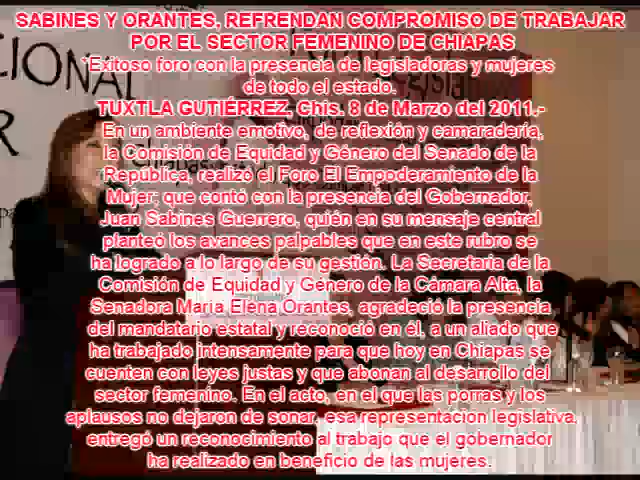 SABINES Y ORANTES, REFRENDAN COMPROMISO DE TRABAJAR
POR EL SECTOR FEMENINO DE CHIAPAS
*Exitoso foro con la presencia de legisladoras y mujeres
de todo el estado.
TUXTLA GUTIÉRREZ, Chis. 8 de Marzo del 2011.-
En un ambiente emotivo, de reflexión y camaradería,
la Comisión de Equidad y Género del Senado de la
República, realizó el Foro El Empoderamiento de la
Mujer; que contó con la presencia del Gobernador,
Juan Sabines Guerrero, quién en su mensaje central
planteó los avances palpables que en este rubro se
ha logrado a lo largo de su gestión. La Secretaria de la
Comisión de Equidad y Género de la Cámara Alta, la
Senadora María Elena Orantes, agradeció la presencia
del mandatario estatal y reconoció en él, a un aliado que
ha trabajado intensamente para que hoy en Chiapas se
cuenten con leyes justas y que abonan al desarrollo del
sector femenino. En el acto, en el que las porras y los
aplausos no dejaron de sonar, esa representación legislativa,
entregó un reconocimiento al trabajo que el gobernador
ha realizado en beneficio de las mujeres.
CIONAL
R
Chiapas